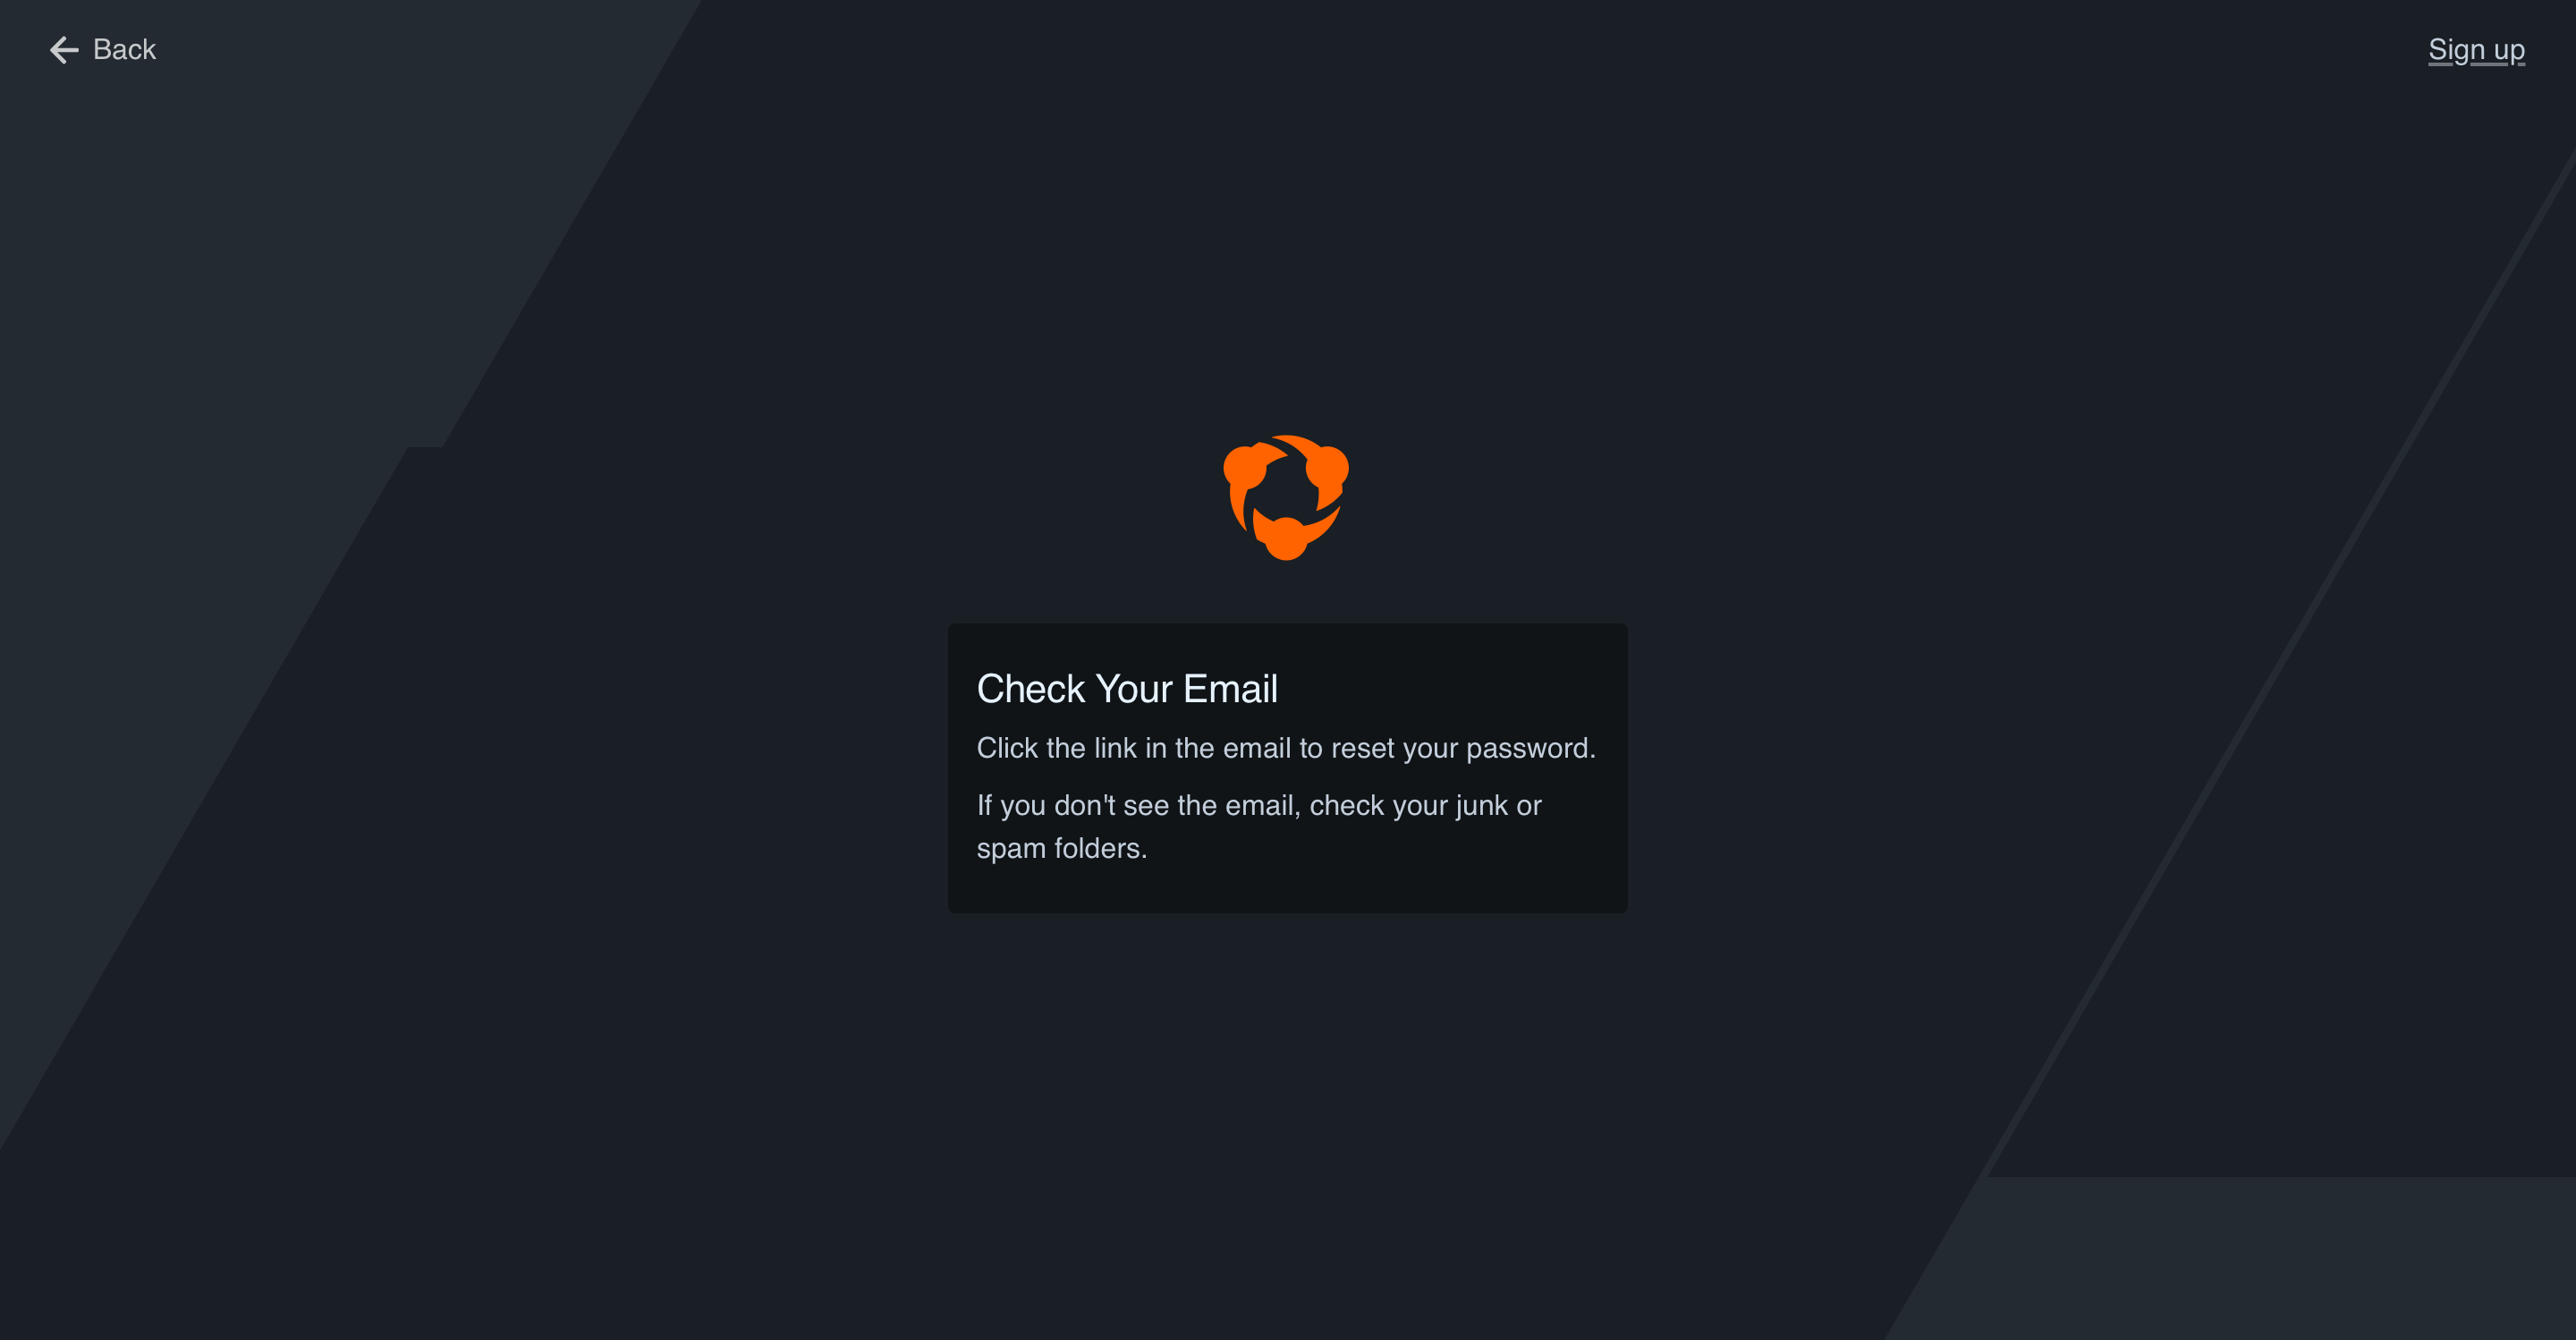 Back
Sign up
Check Your Email
Click the link in the email to reset your password.
If you don't see the email, check your junk or
spam folders.